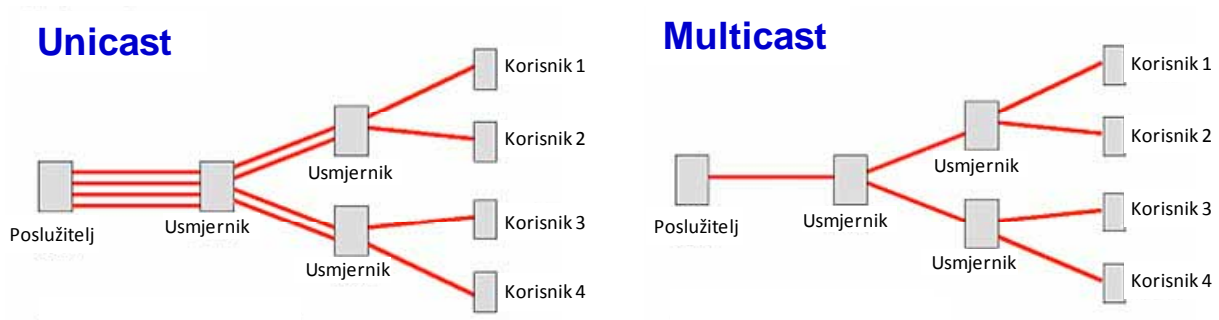 Unicast
Korisnik 1
Korisnik 2
Usmjernik
Poslužitelj
Usmjernik
Korisnik 3
Usmjernik
Korisnik 4
Multicast
Korisnik 1
Korisnik 2
Usmjernik
Poslužitelj
Usmjernik
Korisnik 3
Usmjernik
Korisnik 4